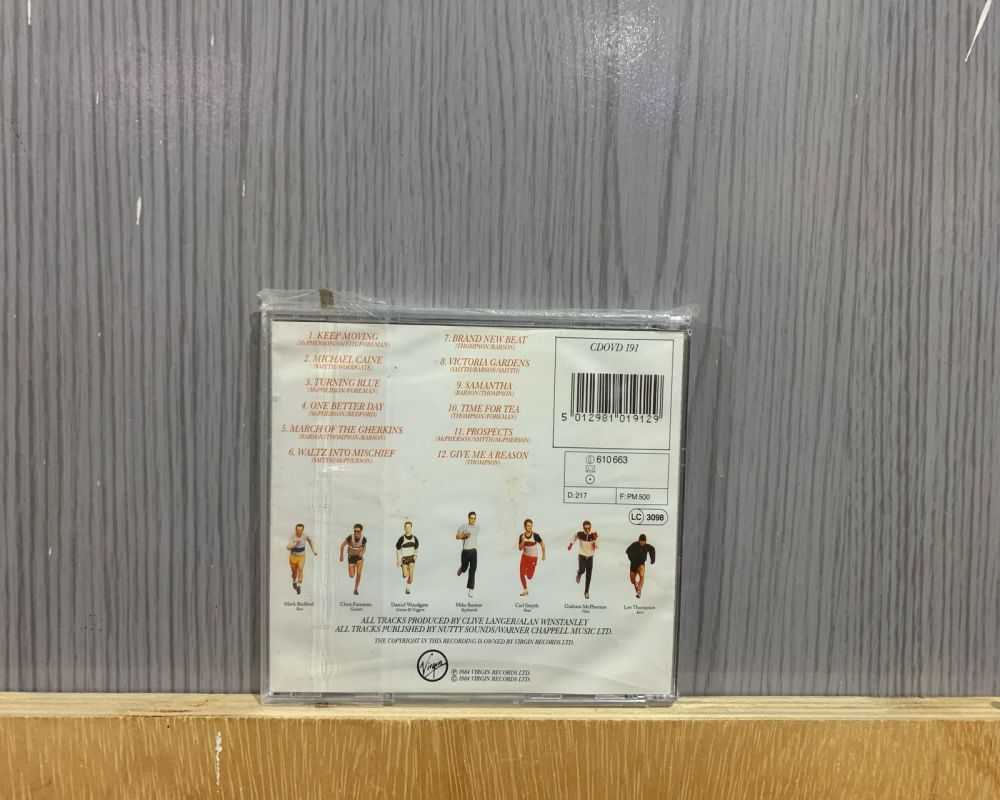 1. KEEP MOVING
(McPHERSON/SMYTH/FOREMAN)
2. MICHAEL CAINE
(SMYTH/WOODGATE)
3. TURNING BLUE
(McPHERSON/FOREMAN)
4. ONE BETTER DAY
(McPHERSON/BEDFORD)
5. MARCH OF THE GHERKINS
(BARSON/THOMPSON/BARSON)
6. WALTZ INTO MISCHIEF
(SMYTH/McPHERSON)
7. BRAND NEW BEAT
(THOMPSON/BARSON)
8. VICTORIA GARDENS
(SMYTH/BARSON/SMYTH)
9. SAMANTHA
(BARSON/THOMPSON)
10. TIME FOR TEA
(THOMPSON/FOREMAN)
11. PROSPECTS
(McPHERSON/SMYTH/McPHERSON)
12. GIVE ME A REASON
(THOMPSON)
CDOVD 191
5 012981 019129
610 663
D: 217 F: PM 500
LC 3098
Mark Bedford
Bass
Chris Foreman
Guitars
Daniel Woodgate
Mike Barson
Keyboards
Carl Smyth
Graham McPherson
Lee Thompson
ALL TRACKS PRODUCED BY CLIVE LANGER/ALAN WINSTANLEY
ALL TRACKS PUBLISHED BY NUTTY SOUNDS/WARNER CHAPPELL MUSIC LTD.
THE COPYRIGHT IN THIS RECORDING IS OWNED BY VIRGIN RECORDS LTD.
Virgin
℗ 1984 VIRGIN RECORDS LTD.
© 1984 VIRGIN RECORDS LTD.